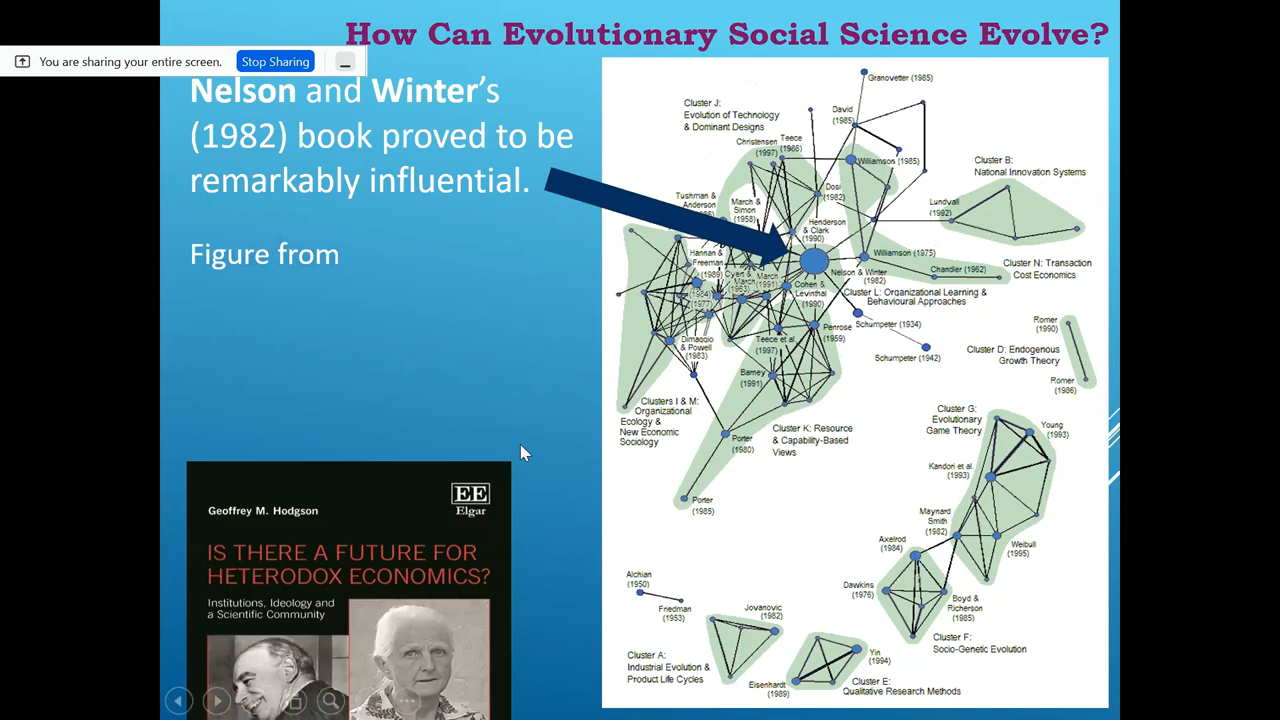 How Can Evolutionary Social Science Evolve?
You are sharing your entire screen.
Stop Sharing
Nelson and Winter's
(1982) book proved to be
remarkably influential.
Figure from
Geoffrey M. Hodgson
EE
Elgar
IS THERE A FUTURE FOR
HETERODOX ECONOMICS?
Institutions, Ideology and
a Scientific Community
Granovetter (1985)
Cluster J:
Evolution of Technology
& Dominant Designs
David
(1985)
Christensen
(1997)
Teece
(1986)
Williamson (1985)
Cluster B:
National Innovation Systems
Tushman &
Anderson
March &
Simon
(1958)
Dosi
(1982)
Lundvall
(1992)
Henderson
& Clark
(1990)
Hannan &
Freeman
(1989)
Cyert &
March
(1963)
March
(1991)
(1984)
(1977)
Williamson (1975)
Cluster N: Transaction
Cost Economics
Chandler (1962)
Nelson & Winter
(1982)
Cohen &
Levinthal
(1990)
Cluster L: Organizational Learning &
Behavioural Approaches
Schumpeter (1934)
Penrose
(1959)
Schumpeter (1942)
Romer
(1990)
Cluster D: Endogenous
Growth Theory
Romer
(1986)
Dimaggio
& Powell
(1983)
Teece et al.
(1997)
Barney
(1991)
Clusters I & M:
Organizational
Ecology &
New Economic
Sociology
Porter
(1980)
Cluster K: Resource
& Capability-Based
Views
Porter
(1985)
Cluster G:
Evolutionary
Game Theory
Young
(1993)
Kandori et al.
(1993)
Maynard
Smith
(1982)
Axelrod
(1984)
Weibull
(1995)
Dawkins
(1976)
Boyd &
Richerson
(1985)
Cluster F:
Socio-Genetic Evolution
Alchian
(1950)
Friedman
(1953)
Jovanovic
(1982)
Cluster A:
Industrial Evolution &
Product Life Cycles
Yin
(1994)
Eisenhardt
(1989)
Cluster E:
Qualitative Research Methods